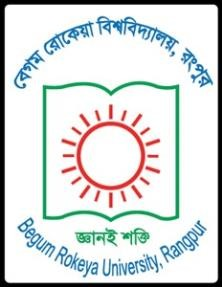 বেগম রোকেয়া বিশ্ববিদ্যালয়, রংপুর
জ্ঞানই শক্তি
Begum Rokeya University, Rangpur